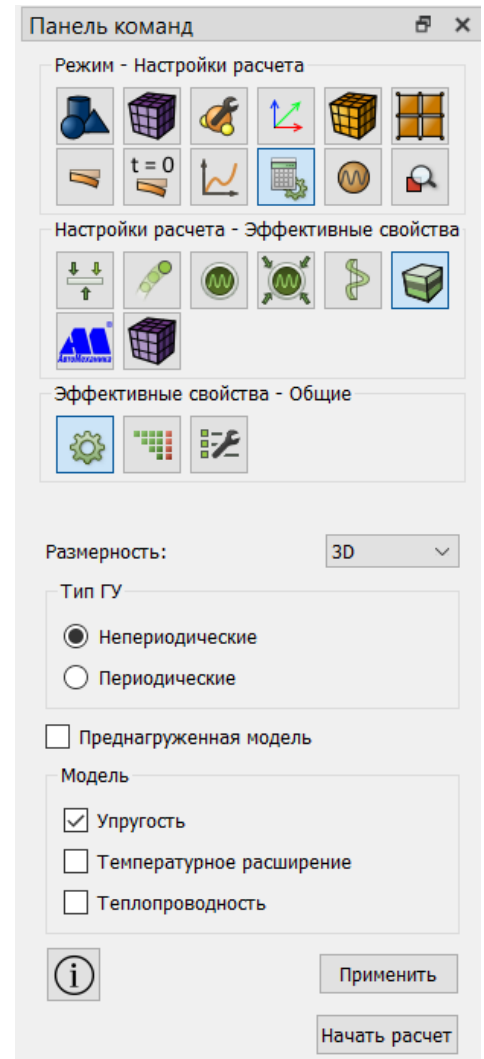 Панель команд
Режим - Настройки расчета
t = 0
Настройки расчета - Эффективные свойства
АвтоМеханика
Эффективные свойства - Общие
Размерность: 3D
Тип ГУ
Непериодические
Периодические
Преднагруженная модель
Модель
Упругость
Температурное расширение
Теплопроводность
Применить
Начать расчет